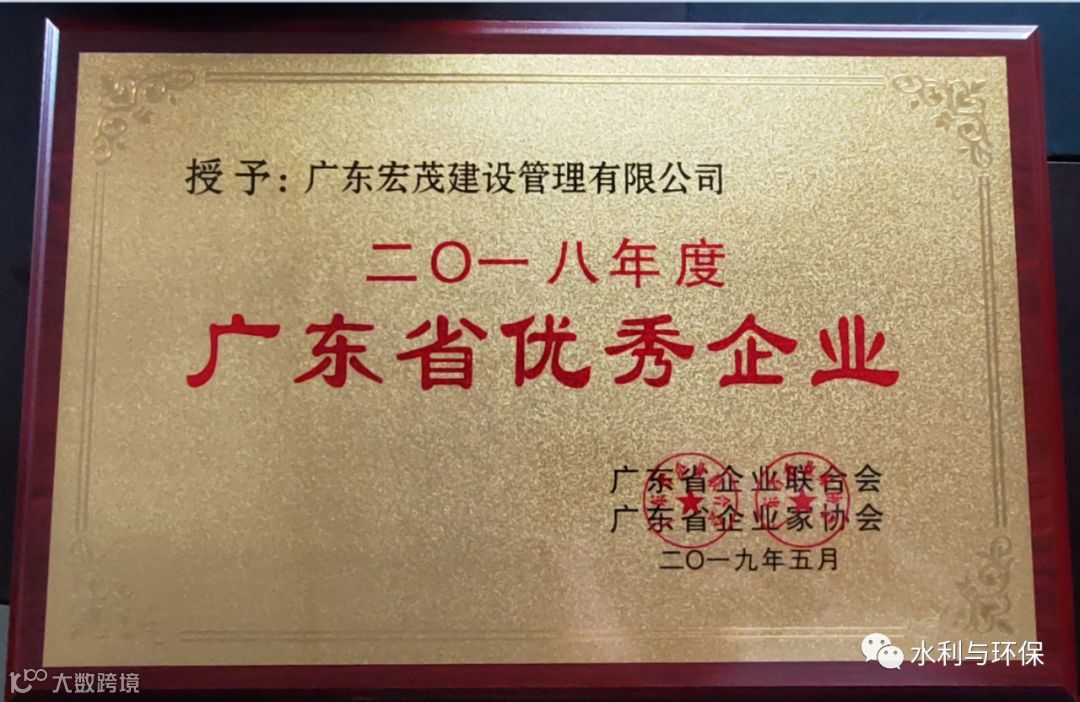 授予：广东宏茂建设管理有限公司
二〇一八年度
广东省优秀企业
广东省企业联合会
广东省企业家协会
二〇一九年五月
水利与环保
大数跨境